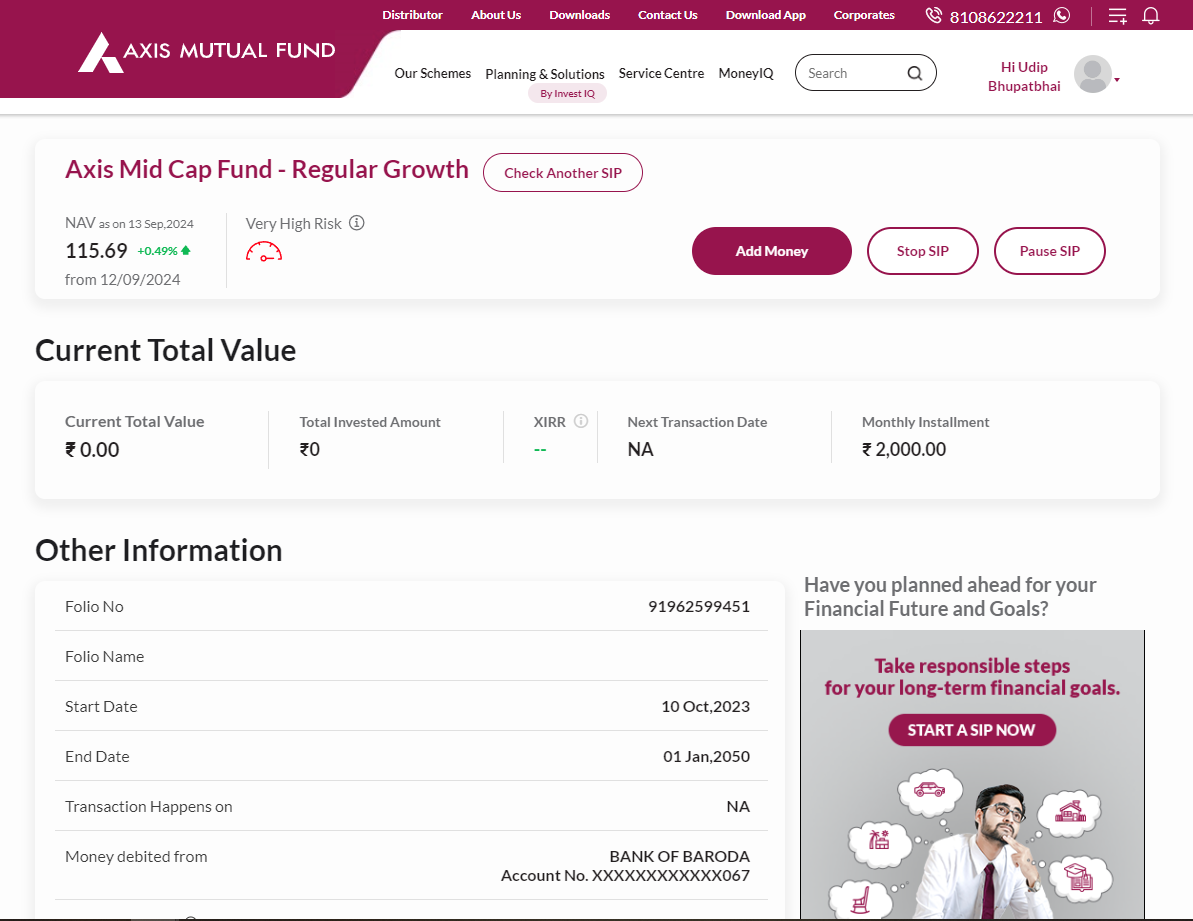 Distributor About Us Downloads Contact Us Download App Corporates 8108622211
AXIS MUTUAL FUND
Our Schemes Planning & Solutions Service Centre MoneyIQ Search
By Invest IQ
Hi Udip
Bhupatbhai
Axis Mid Cap Fund - Regular Growth Check Another SIP
NAV as on 13 Sep,2024 Very High Risk
115.69 +0.49%
from 12/09/2024
Add Money Stop SIP Pause SIP
Current Total Value
Current Total Value Total Invested Amount XIRR Next Transaction Date Monthly Installment
₹ 0.00 ₹0 -- NA ₹ 2,000.00
Other Information
Folio No 91962599451
Folio Name
Start Date 10 Oct,2023
End Date 01 Jan,2050
Transaction Happens on NA
Money debited from BANK OF BARODA
Account No. XXXXXXXXXXXX067
Have you planned ahead for your
Financial Future and Goals?
Take responsible steps
for your long-term financial goals.
START A SIP NOW